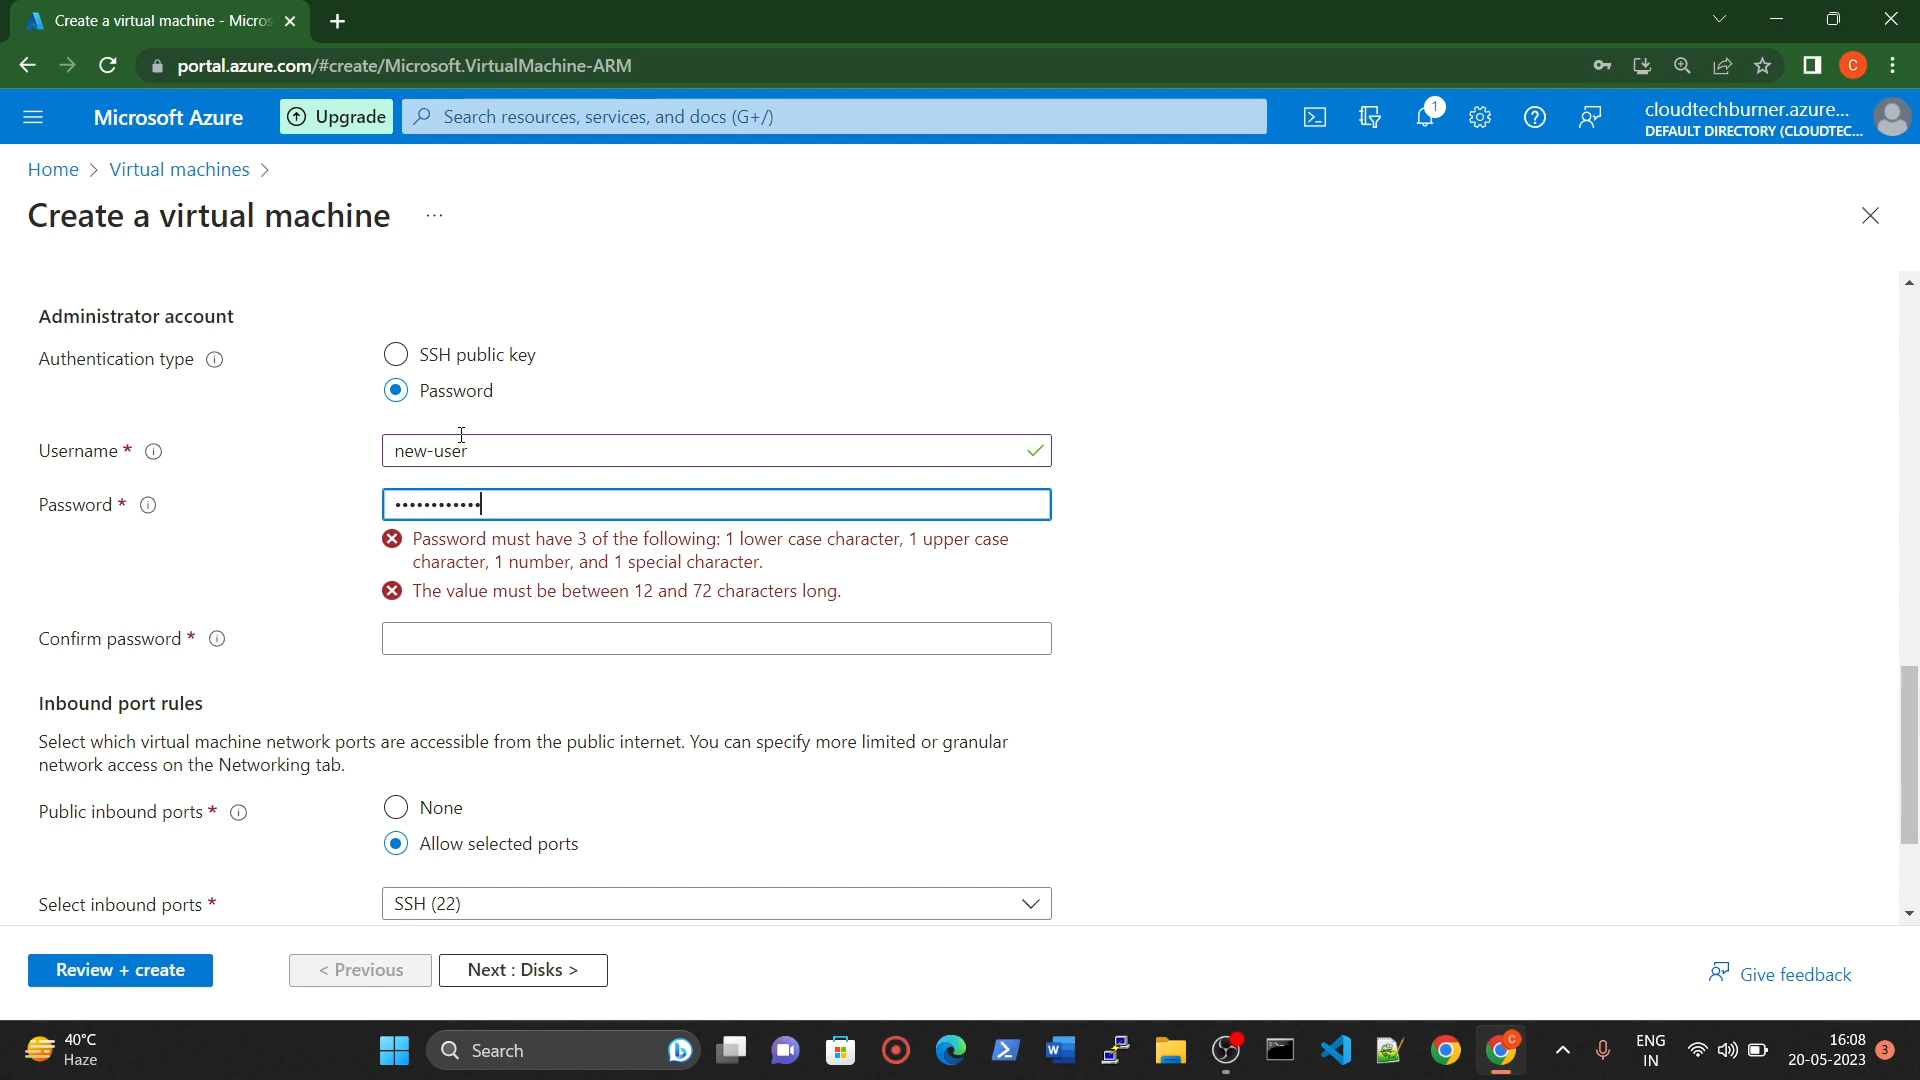 Create a virtual machine - Micros
portal.azure.com/#create/Microsoft.VirtualMachine-ARM
C
Microsoft Azure
Upgrade
Search resources, services, and docs (G+/)
1
cloudtechburner.azure...
DEFAULT DIRECTORY (CLOUDTEC...
Home > Virtual machines >
Create a virtual machine ...
Administrator account
Authentication type
SSH public key
Password
Username *
new-user
Password *
••••••••••••
Password must have 3 of the following: 1 lower case character, 1 upper case
character, 1 number, and 1 special character.
The value must be between 12 and 72 characters long.
Confirm password *
Inbound port rules
Select which virtual machine network ports are accessible from the public internet. You can specify more limited or granular
network access on the Networking tab.
Public inbound ports *
None
Allow selected ports
Select inbound ports *
SSH (22)
Review + create
< Previous
Next : Disks >
Give feedback
40°C
Haze
Search
ENG
IN
16:08
20-05-2023
3